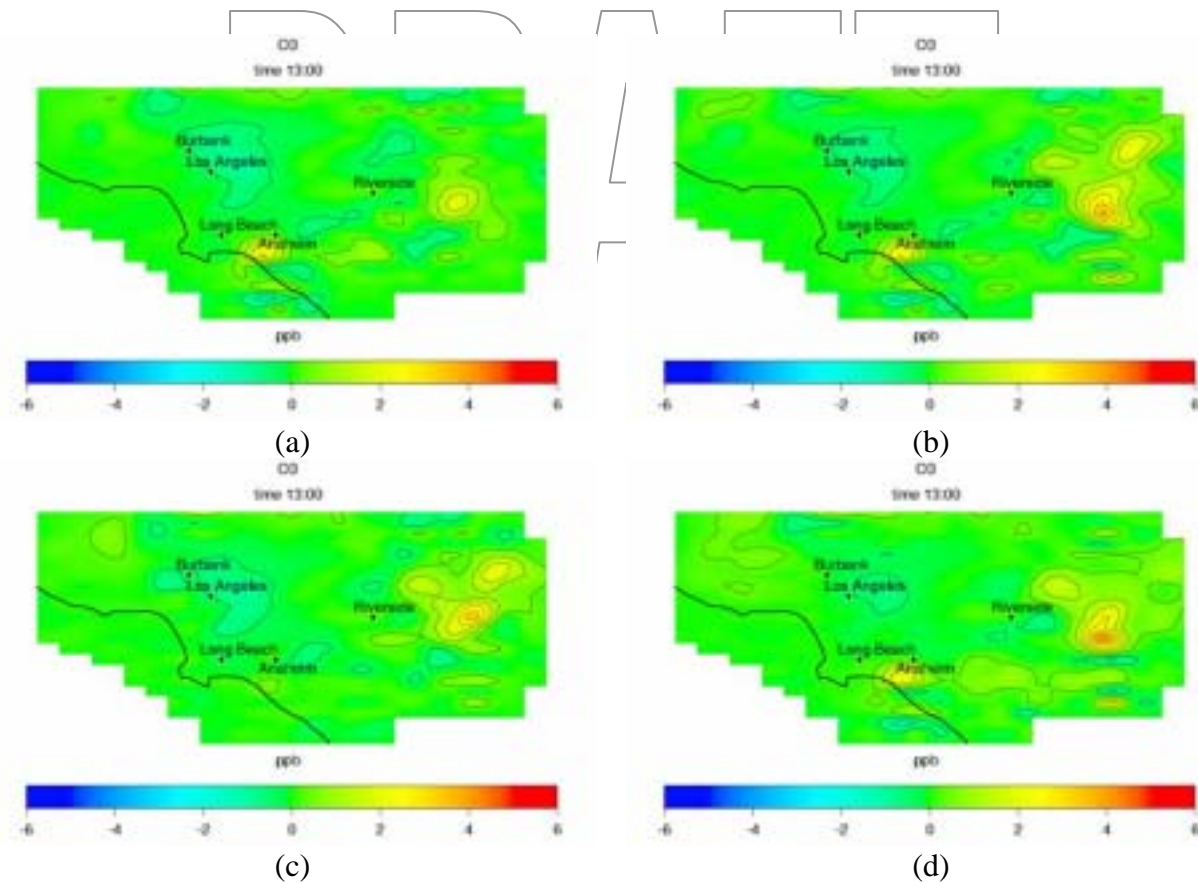 DRAFT
O3
time 13:00
Burbank
Los Angeles
Riverside
Long Beach
Anaheim
ppb
-6 -4 -2 0 2 4 6
(a)
O3
time 13:00
Burbank
Los Angeles
Riverside
Long Beach
Anaheim
ppb
-6 -4 -2 0 2 4 6
(b)
O3
time 13:00
Burbank
Los Angeles
Riverside
Long Beach
Anaheim
ppb
-6 -4 -2 0 2 4 6
(c)
O3
time 13:00
Burbank
Los Angeles
Riverside
Long Beach
Anaheim
ppb
-6 -4 -2 0 2 4 6
(d)